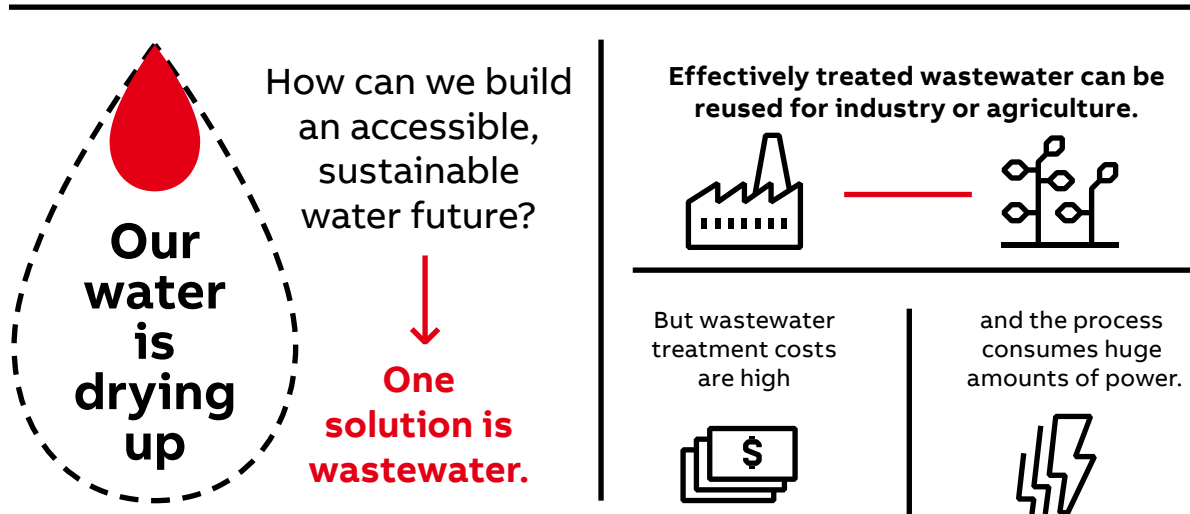 Our
water
is
drying
up
How can we build
an accessible,
sustainable
water future?
One
solution is
wastewater.
Effectively treated wastewater can be
reused for industry or agriculture.
But wastewater
treatment costs
are high
$
and the process
consumes huge
amounts of power.